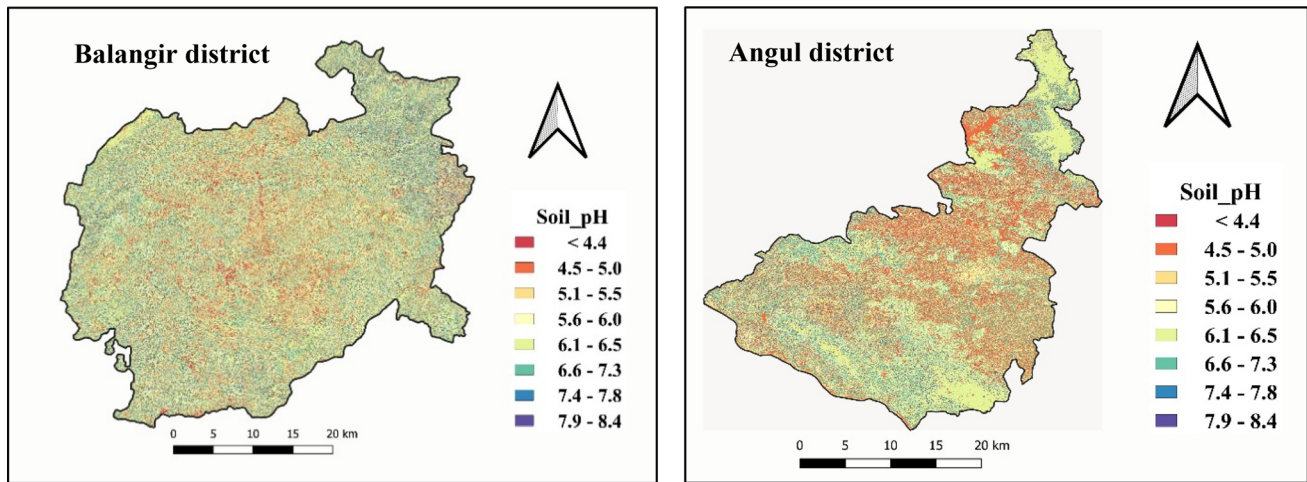 Balangir district
Soil_pH
< 4.4
4.5 – 5.0
5.1 – 5.5
5.6 – 6.0
6.1 – 6.5
6.6 – 7.3
7.4 – 7.8
7.9 – 8.4
0 5 10 15 20 km
Angul district
Soil_pH
< 4.4
4.5 – 5.0
5.1 – 5.5
5.6 – 6.0
6.1 – 6.5
6.6 – 7.3
7.4 – 7.8
7.9 – 8.4
0 5 10 15 20 km